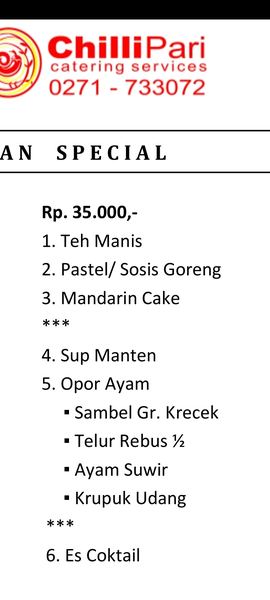 ChilliPari
catering services
0271 - 733072
AN SPECIAL
Rp. 35.000,-
1. Teh Manis
2. Pastel/ Sosis Goreng
3. Mandarin Cake
***
4. Sup Manten
5. Opor Ayam
▪ Sambel Gr. Krecek
▪ Telur Rebus ½
▪ Ayam Suwir
▪ Krupuk Udang
***
6. Es Coktail